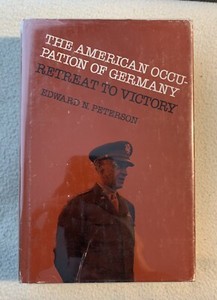 THE AMERICAN OCCU-
PATION OF GERMANY
RETREAT TO VICTORY
EDWARD N. PETERSON